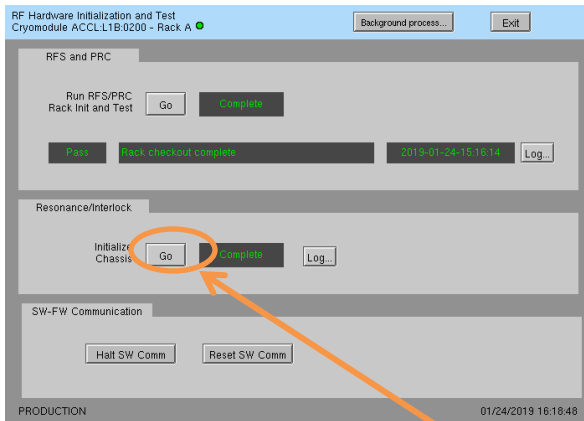 RF Hardware Initialization and Test
Cryomodule ACCL:L1B:0200 - Rack A
Background process...
Exit
RFS and PRC
Run RFS/PRC
Rack Init and Test
Go
Complete
Pass
Rack checkout complete
2019-01-24-15:16:14
Log...
Resonance/Interlock
Initialize
Chassis
Go
Complete
Log...
SW-FW Communication
Halt SW Comm
Reset SW Comm
PRODUCTION
01/24/2019 16:18:48